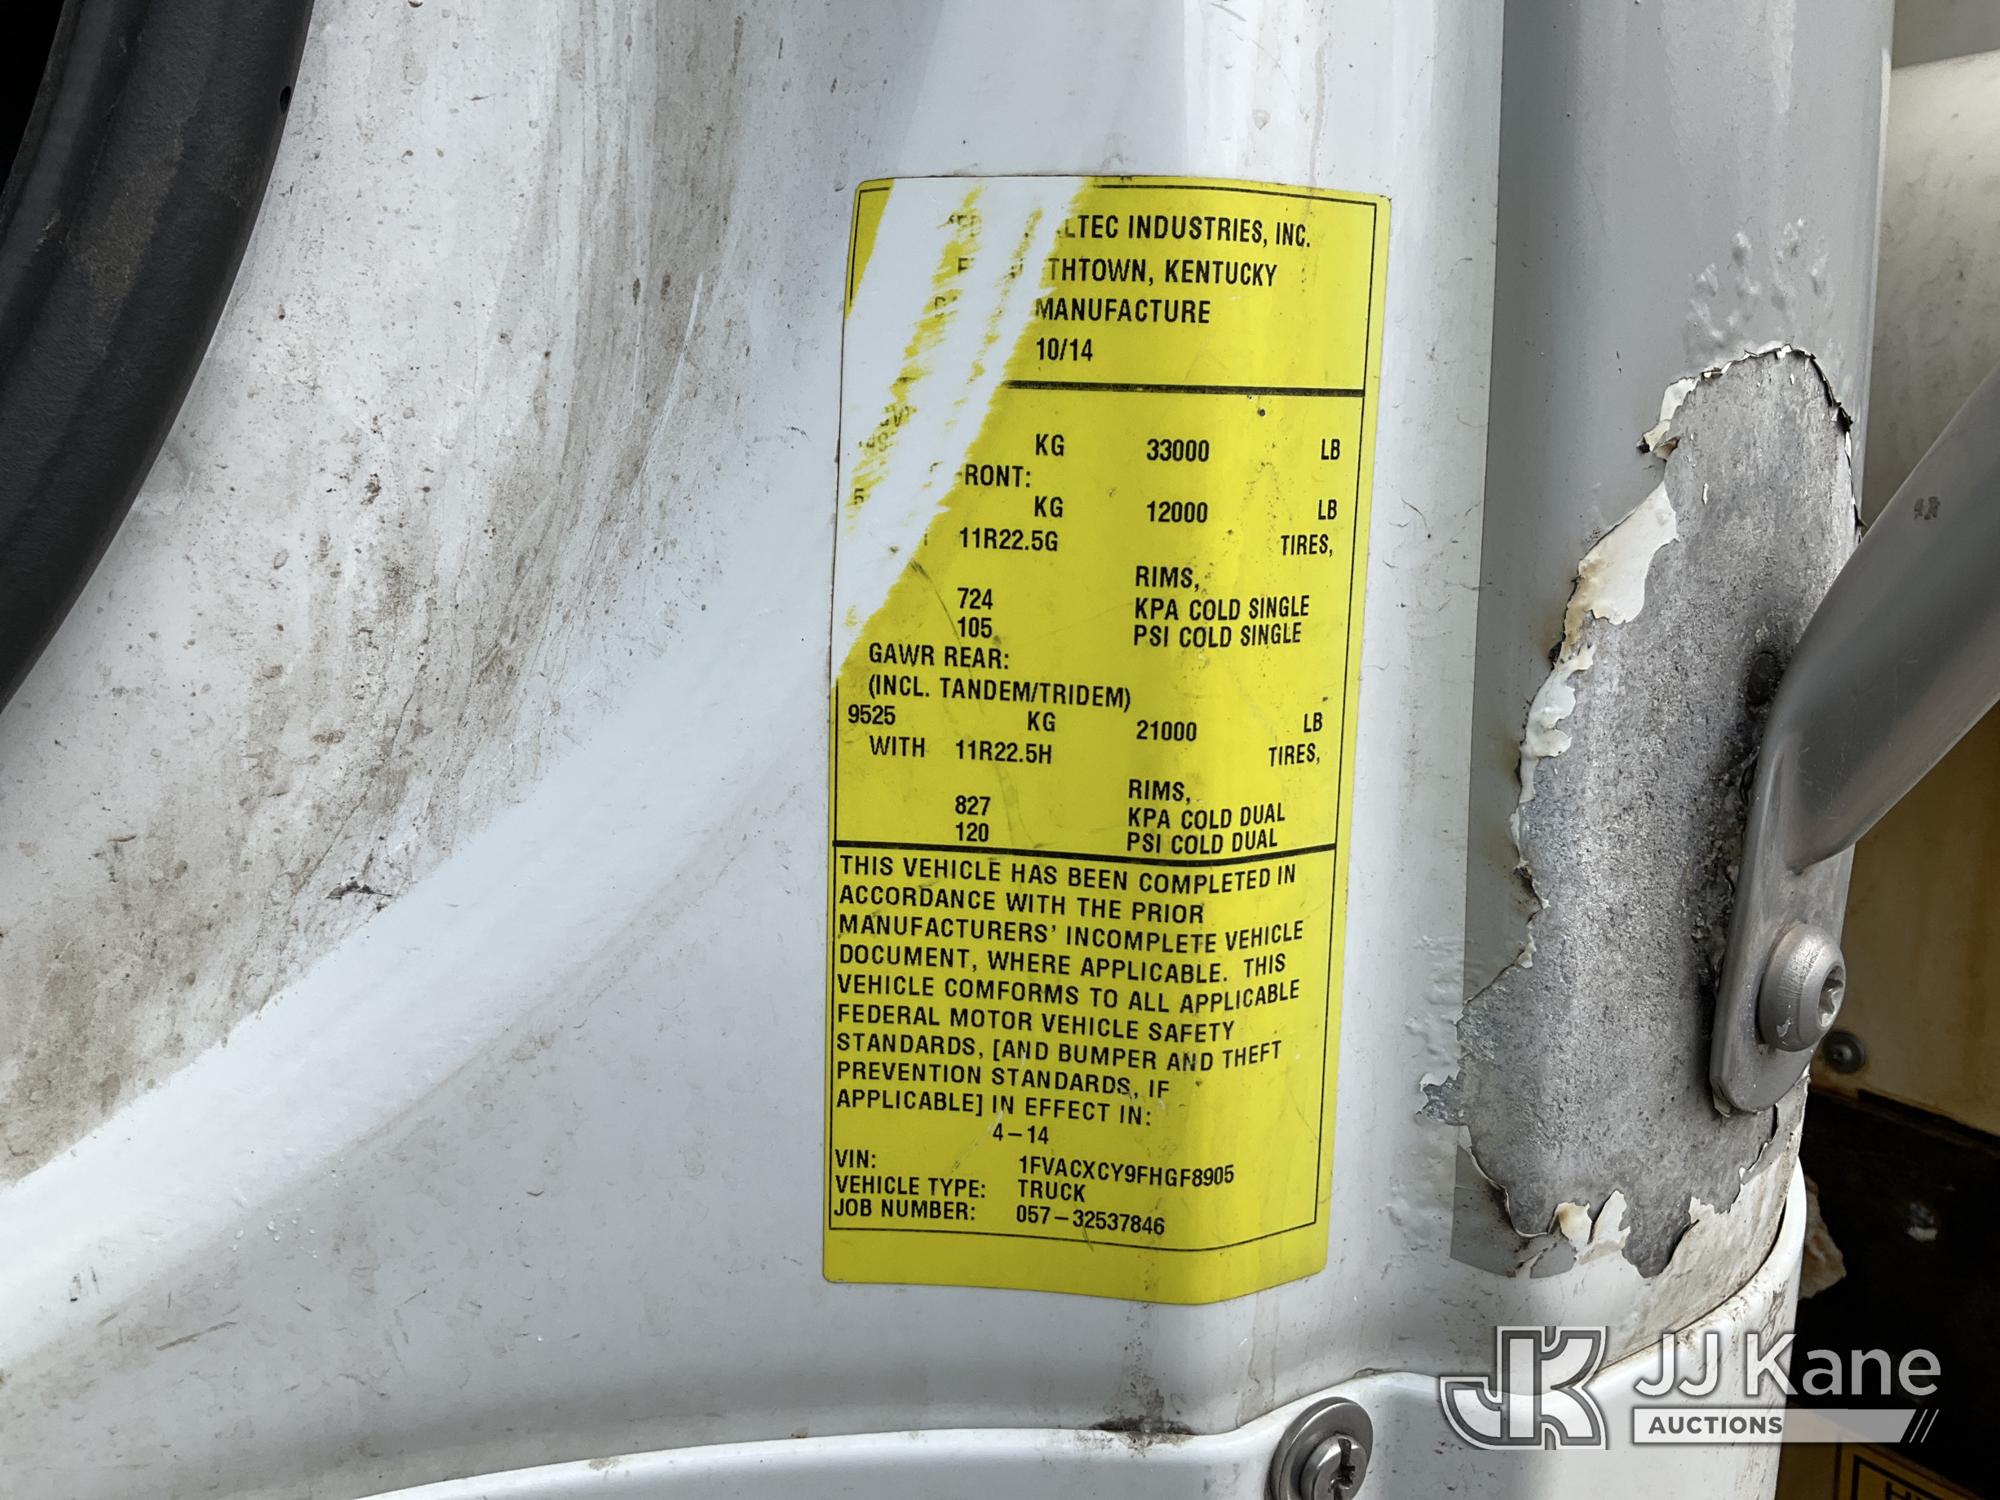 INDUSTRIES, INC.
KENTUCKY
MANUFACTURE
10/14
KG 33000 LB
KG 12000 LB
11R22.5G TIRES,
RIMS,
724 KPA COLD SINGLE
105 PSI COLD SINGLE
GAWR REAR:
(INCL. TANDEM/TRIDEM)
9525 KG 21000 LB
WITH 11R22.5H TIRES,
RIMS,
827 KPA COLD DUAL
120 PSI COLD DUAL
THIS VEHICLE HAS BEEN COMPLETED IN
ACCORDANCE WITH THE PRIOR
MANUFACTURERS' INCOMPLETE VEHICLE
DOCUMENT, WHERE APPLICABLE. THIS
VEHICLE COMFORMS TO ALL APPLICABLE
FEDERAL MOTOR VEHICLE SAFETY
STANDARDS, [AND BUMPER AND THEFT
PREVENTION STANDARDS, IF
APPLICABLE] IN EFFECT IN:
4-14
VIN: 1FVACXCY9FHGF8905
VEHICLE TYPE: TRUCK
JOB NUMBER: 057-32537846
JJ Kane
AUCTIONS